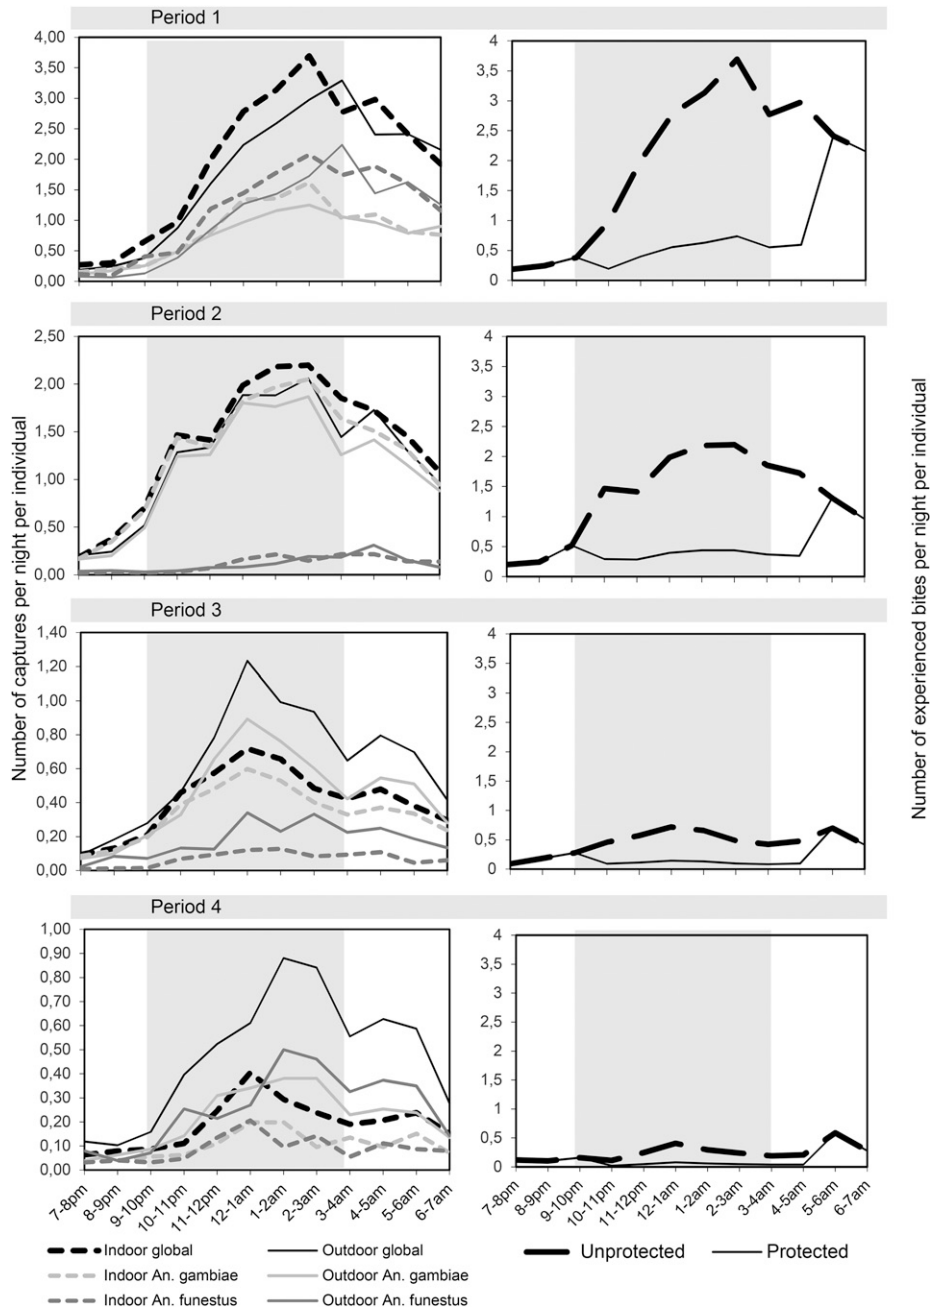 Period 1
4,00
3,50
3,00
2,50
2,00
1,50
1,00
0,50
0,00
4
3,5
3
2,5
2
1,5
1
0,5
0
Period 2
2,50
2,00
1,50
1,00
0,50
0,00
4
3,5
3
2,5
2
1,5
1
0,5
0
Number of captures per night per individual
Number of experienced bites per night per individual
Period 3
1,40
1,20
1,00
0,80
0,60
0,40
0,20
0,00
4
3,5
3
2,5
2
1,5
1
0,5
0
Period 4
1,00
0,90
0,80
0,70
0,60
0,50
0,40
0,30
0,20
0,10
0,00
4
3,5
3
2,5
2
1,5
1
0,5
0
7-8pm
8-9pm
9-10pm
10-11pm
11-12pm
12-1am
1-2am
2-3am
3-4am
4-5am
5-6am
6-7am
7-8pm
8-9pm
9-10pm
10-11pm
11-12pm
12-1am
1-2am
2-3am
3-4am
4-5am
5-6am
6-7am
Indoor global
Outdoor global
Indoor An. gambiae
Outdoor An. gambiae
Indoor An. funestus
Outdoor An. funestus
Unprotected
Protected